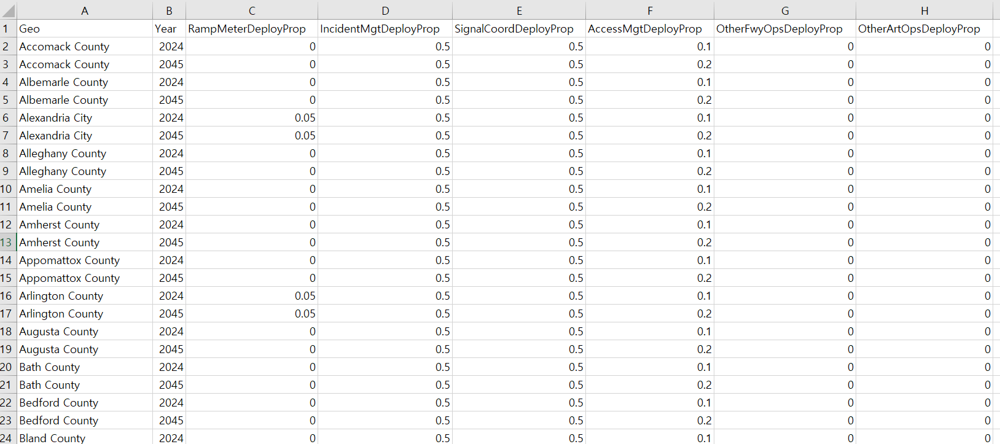 A B C D E F G H
1 Geo Year RampMeterDeployProp IncidentMgtDeployProp SignalCoordDeployProp AccessMgtDeployProp OtherFwyOpsDeployProp OtherArtOpsDeployProp
2 Accomack County 2024 0 0.5 0.5 0.1 0 0
3 Accomack County 2045 0 0.5 0.5 0.2 0 0
4 Albemarle County 2024 0 0.5 0.5 0.1 0 0
5 Albemarle County 2045 0 0.5 0.5 0.2 0 0
6 Alexandria City 2024 0.05 0.5 0.5 0.1 0 0
7 Alexandria City 2045 0.05 0.5 0.5 0.2 0 0
8 Alleghany County 2024 0 0.5 0.5 0.1 0 0
9 Alleghany County 2045 0 0.5 0.5 0.2 0 0
10 Amelia County 2024 0 0.5 0.5 0.1 0 0
11 Amelia County 2045 0 0.5 0.5 0.2 0 0
12 Amherst County 2024 0 0.5 0.5 0.1 0 0
13 Amherst County 2045 0 0.5 0.5 0.2 0 0
14 Appomattox County 2024 0 0.5 0.5 0.1 0 0
15 Appomattox County 2045 0 0.5 0.5 0.2 0 0
16 Arlington County 2024 0.05 0.5 0.5 0.1 0 0
17 Arlington County 2045 0.05 0.5 0.5 0.2 0 0
18 Augusta County 2024 0 0.5 0.5 0.1 0 0
19 Augusta County 2045 0 0.5 0.5 0.2 0 0
20 Bath County 2024 0 0.5 0.5 0.1 0 0
21 Bath County 2045 0 0.5 0.5 0.2 0 0
22 Bedford County 2024 0 0.5 0.5 0.1 0 0
23 Bedford County 2045 0 0.5 0.5 0.2 0 0
24 Bland County 2024 0 0.5 0.5 0.1 0 0